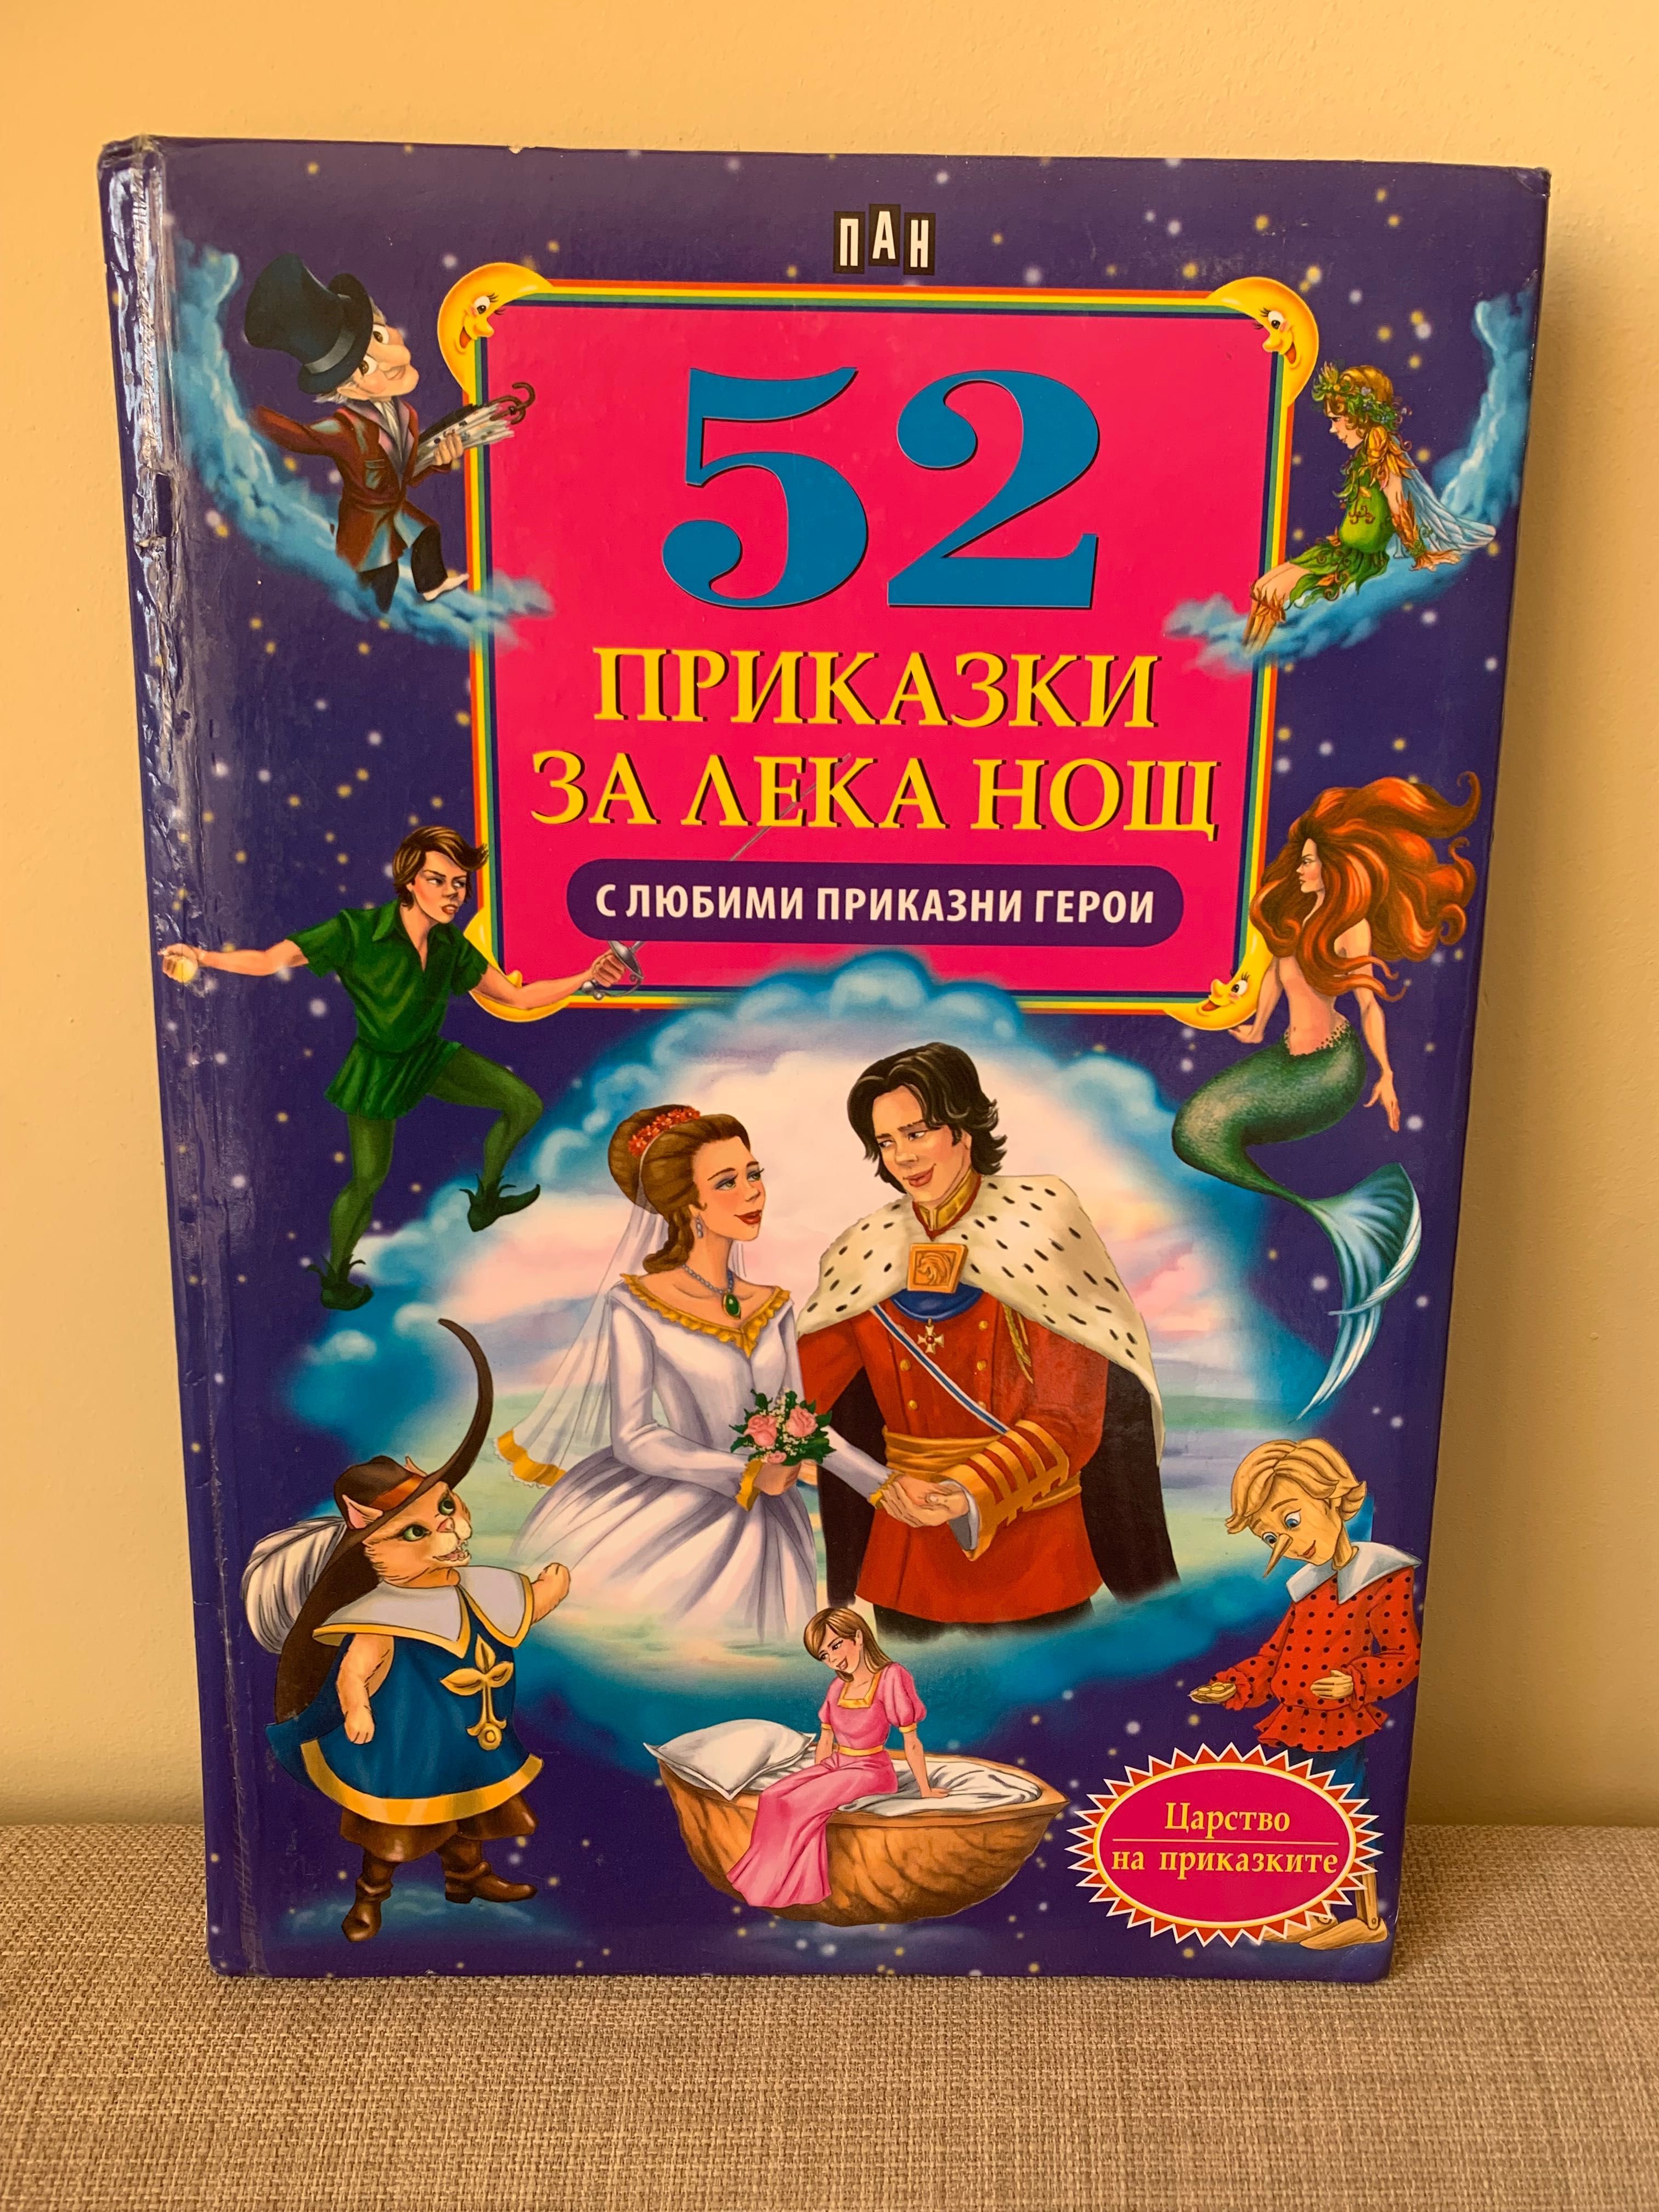 ПАН
52
ПРИКАЗКИ
ЗА ЛЕКА НОЩ
С ЛЮБИМИ ПРИКАЗНИ ГЕРОИ
Царство
на приказките